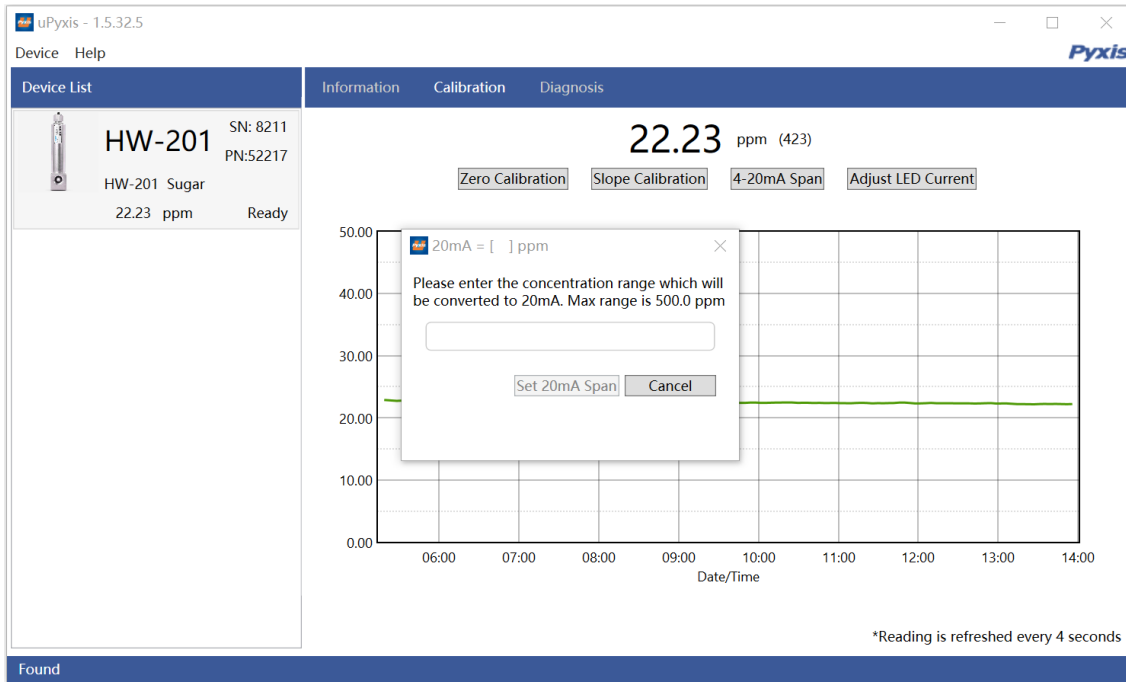 uPyxis - 1.5.32.5
Device Help
Pyxis
Device List
Information Calibration Diagnosis
HW-201
SN: 8211
PN:52217
HW-201 Sugar
22.23 ppm Ready
22.23 ppm (423)
Zero Calibration Slope Calibration 4-20mA Span Adjust LED Current
20mA = [ ] ppm
Please enter the concentration range which will
be converted to 20mA. Max range is 500.0 ppm
Set 20mA Span Cancel
50.00
40.00
30.00
20.00
10.00
0.00
06:00 07:00 08:00 09:00 10:00 11:00 12:00 13:00 14:00
Date/Time
*Reading is refreshed every 4 seconds
Found